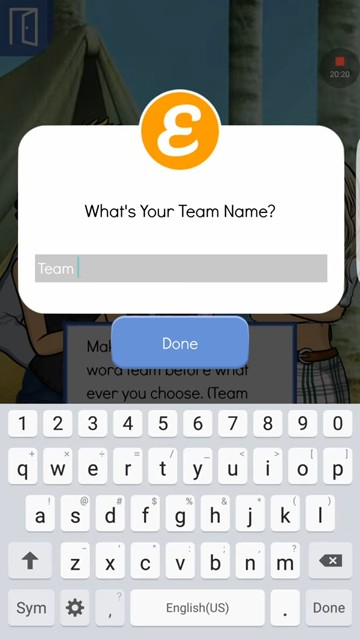 20:20
ε
What's Your Team Name?
Team
Done
word team before what
ever you choose. (Team
1 2 3 4 5 6 7 8 9 0
+ × ÷ = / _ < > [ ]
q w e r t y u i o p
! @ # $ % ^ & * ( )
a s d f g h j k l
- ' " : ; , ?
z x c v b n m
Sym , ? English(US) . Done